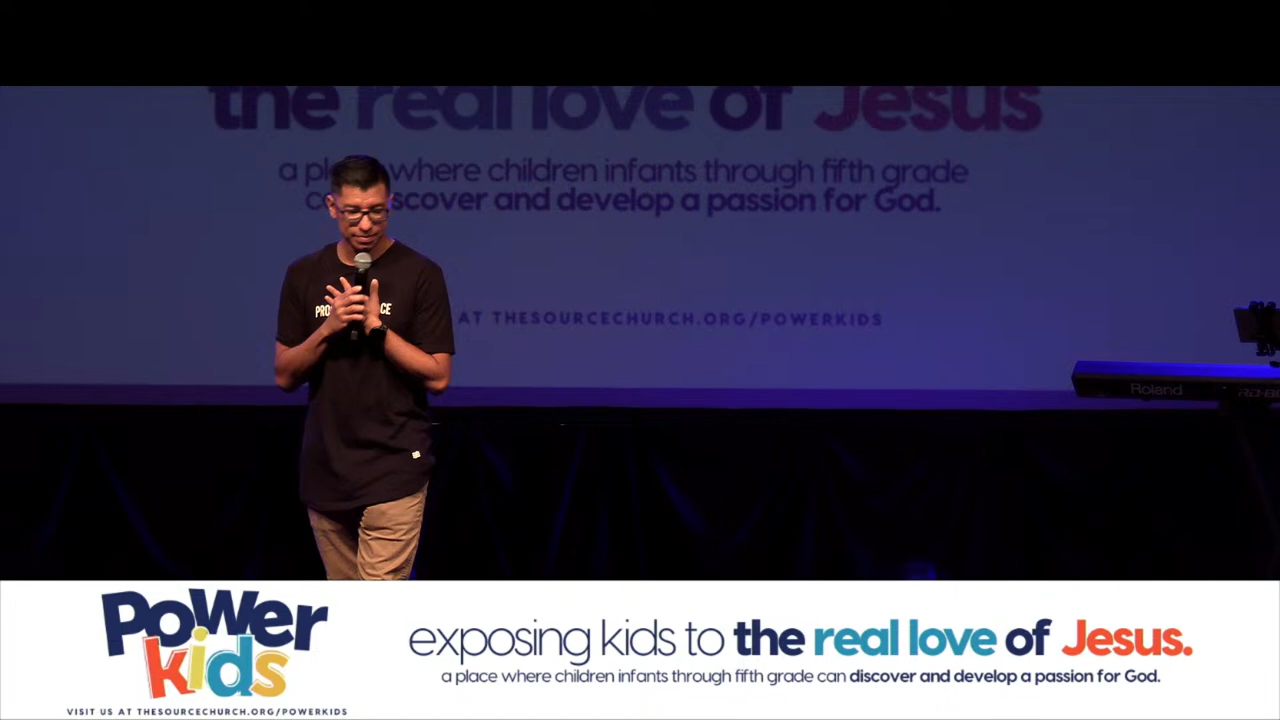 the real love of Jesus
a place where children infants through fifth grade
discover and develop a passion for God.
AT THESOURCECHURCH.ORG/POWERKIDS
Roland
Power
kids
VISIT US AT THESOURCECHURCH.ORG/POWERKIDS
exposing kids to the real love of Jesus.
a place where children infants through fifth grade can discover and develop a passion for God.